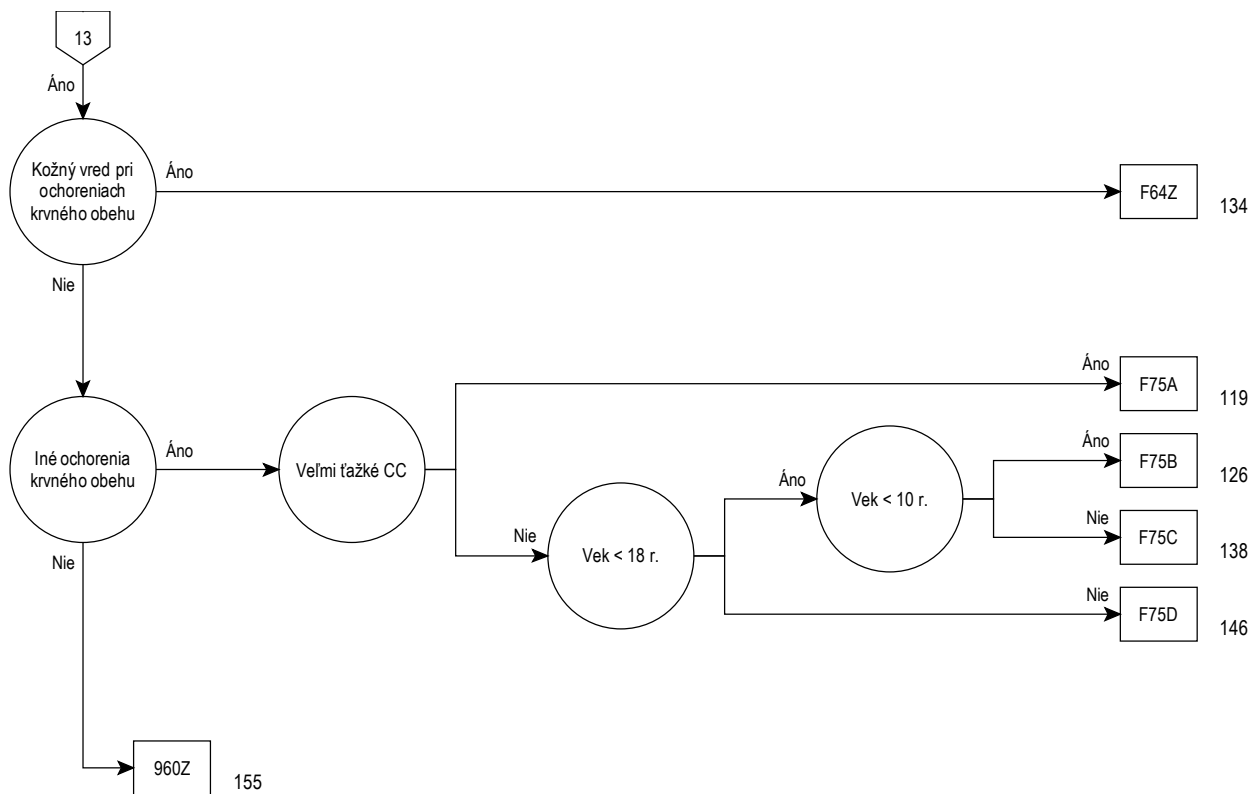 13
Áno
Kožný vred pri
ochoreniach
krvného obehu
Áno
F64Z
134
Nie
Áno
F75A
119
Iné ochorenia
krvného obehu
Áno
Veľmi ťažké CC
Áno
F75B
126
Áno
Vek < 10 r.
Nie
F75C
138
Nie
Nie
Vek < 18 r.
Nie
F75D
146
960Z
155